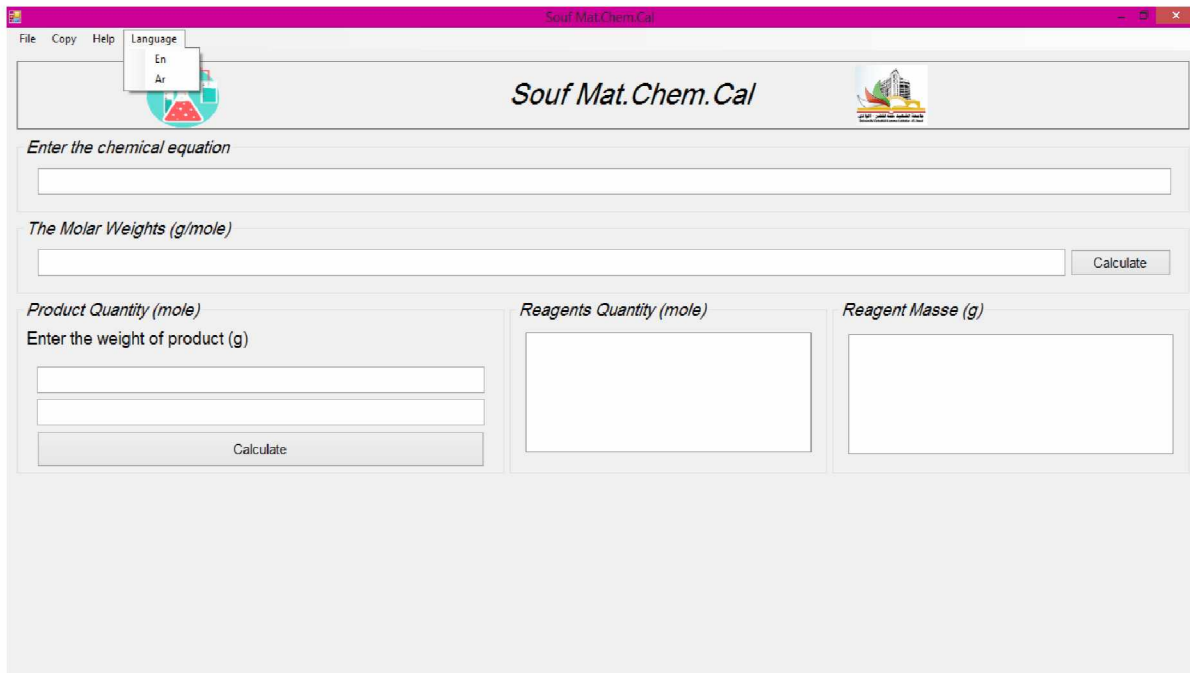 Souf Mat.Chem.Cal
File Copy Help Language
En
Ar
Souf Mat.Chem.Cal
Enter the chemical equation
The Molar Weights (g/mole)
Calculate
Product Quantity (mole)
Enter the weight of product (g)
Calculate
Reagents Quantity (mole)
Reagent Masse (g)